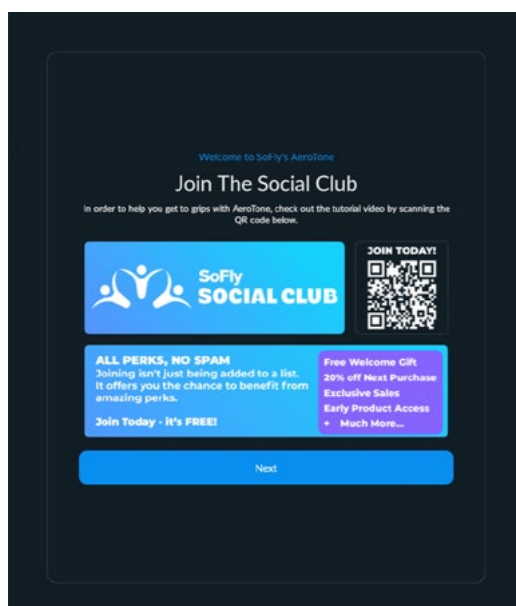 Welcome to SoFly's AeroTone
Join The Social Club
In order to help you get to grips with AeroTone, check out the tutorial video by scanning the
QR code below.
SoFly
SOCIAL CLUB
JOIN TODAY!
ALL PERKS, NO SPAM
Joining isn't just being added to a list.
It offers you the chance to benefit from
amazing perks.
Join Today - it's FREE!
Free Welcome Gift
20% off Next Purchase
Exclusive Sales
Early Product Access
+ Much More...
Next